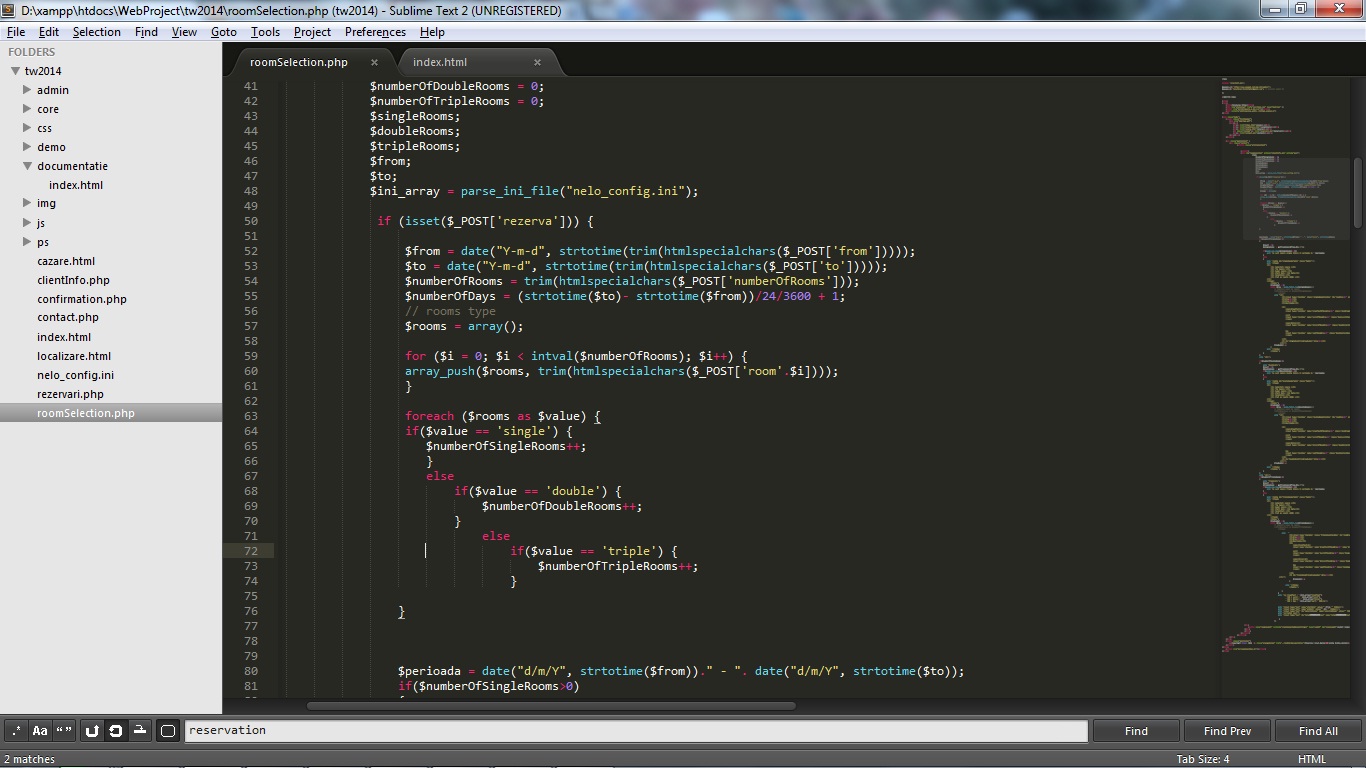 D:\xampp\htdocs\WebProject\tw2014\roomSelection.php (tw2014) - Sublime Text 2 (UNREGISTERED)
File Edit Selection Find View Goto Tools Project Preferences Help
FOLDERS
tw2014
admin
core
css
demo
documentatie
index.html
img
js
ps
cazare.html
clientInfo.php
confirmation.php
contact.php
index.html
localizare.html
nelo_config.ini
rezervari.php
roomSelection.php
roomSelection.php × index.html ×
41 $numberOfDoubleRooms = 0;
42 $numberOfTripleRooms = 0;
43 $singleRooms;
44 $doubleRooms;
45 $tripleRooms;
46 $from;
47 $to;
48 $ini_array = parse_ini_file("nelo_config.ini");
49
50 if (isset($_POST['rezerva'])) {
51
52 $from = date("Y-m-d", strtotime(trim(htmlspecialchars($_POST['from']))));
53 $to = date("Y-m-d", strtotime(trim(htmlspecialchars($_POST['to']))));
54 $numberOfRooms = trim(htmlspecialchars($_POST['numberOfRooms']));
55 $numberOfDays = (strtotime($to)- strtotime($from))/24/3600 + 1;
56 // rooms type
57 $rooms = array();
58
59 for ($i = 0; $i < intval($numberOfRooms); $i++) {
60 array_push($rooms, trim(htmlspecialchars($_POST['room'.$i])));
61 }
62
63 foreach ($rooms as $value) {
64 if($value == 'single') {
65 $numberOfSingleRooms++;
66 }
67 else
68 if($value == 'double') {
69 $numberOfDoubleRooms++;
70 }
71 else
72 if($value == 'triple') {
73 $numberOfTripleRooms++;
74 }
75
76 }
77
78
79
80 $perioada = date("d/m/Y", strtotime($from))." - ". date("d/m/Y", strtotime($to));
81 if($numberOfSingleRooms>0)
.* Aa “” reservation Find Find Prev Find All
2 matches Tab Size: 4 HTML